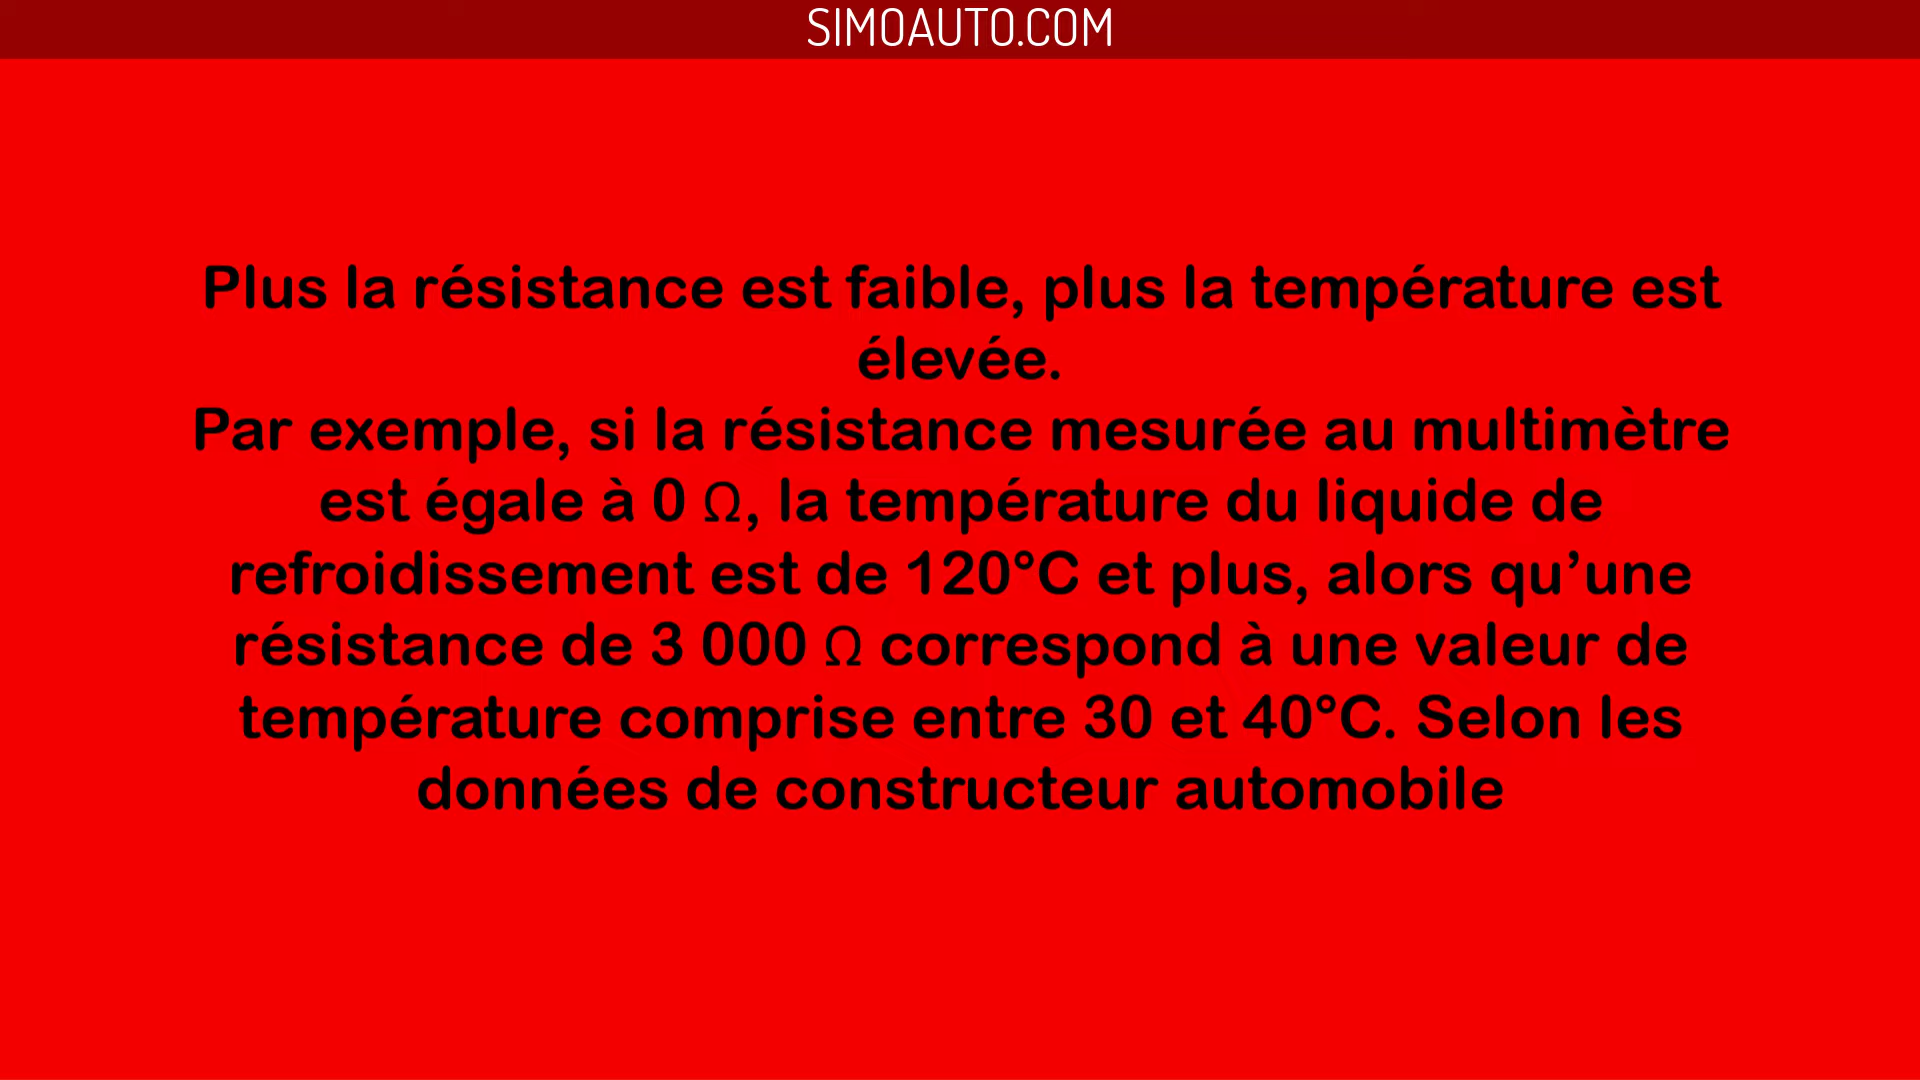 SIMOAUTO.COM
Plus la résistance est faible, plus la température est
élevée.
Par exemple, si la résistance mesurée au multimètre
est égale à 0 Ω, la température du liquide de
refroidissement est de 120°C et plus, alors qu’une
résistance de 3 000 Ω correspond à une valeur de
température comprise entre 30 et 40°C. Selon les
données de constructeur automobile